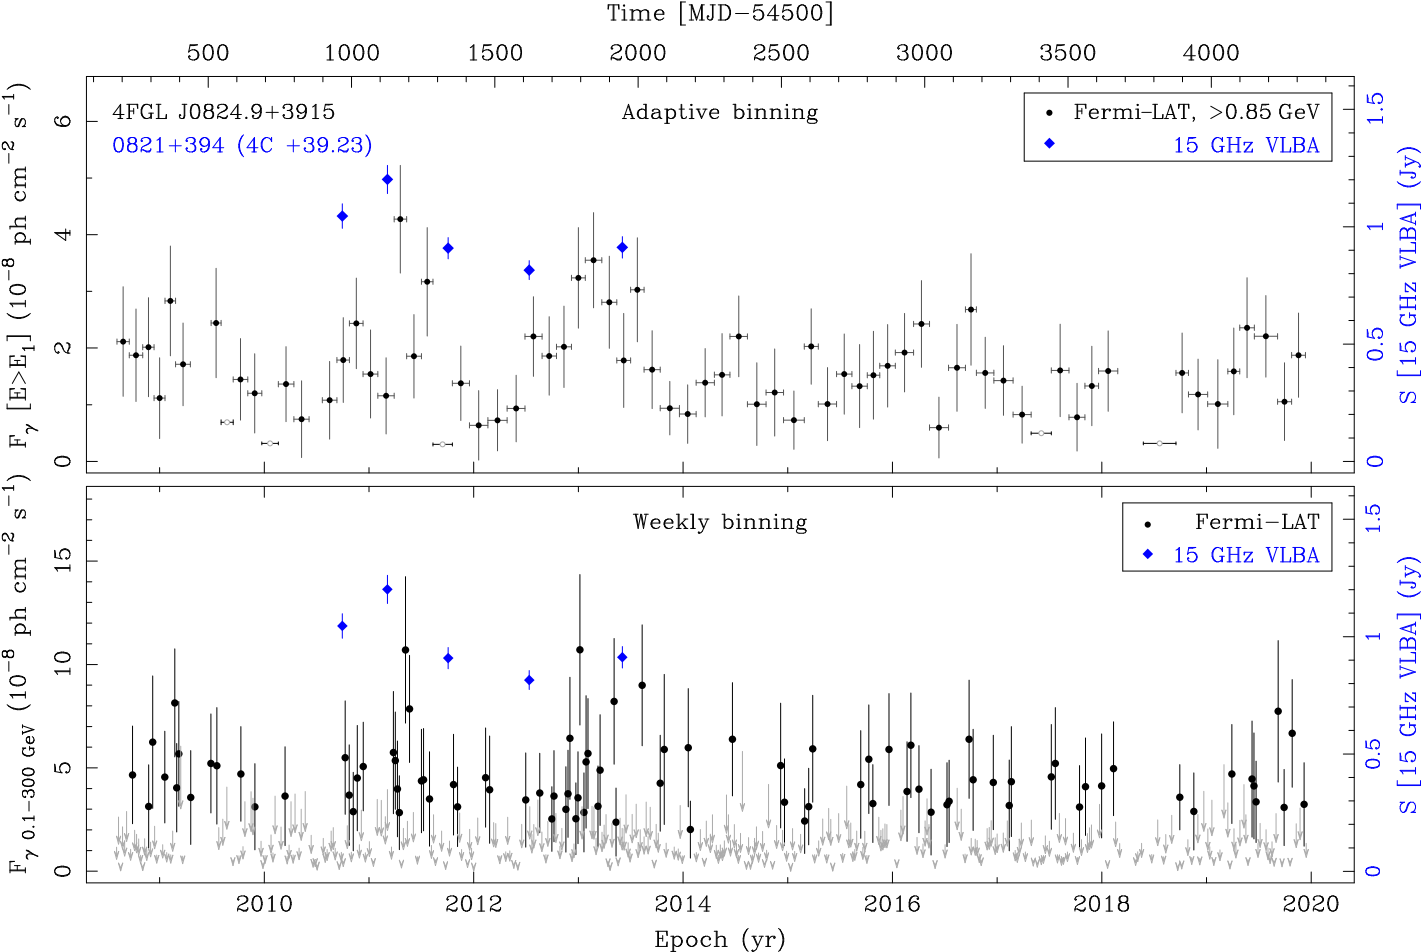 Time [MJD−54500]
500 1000 1500 2000 2500 3000 3500 4000
4FGL J0824.9+3915
0821+394 (4C +39.23)
Adaptive binning
Fermi−LAT, >0.85 GeV
15 GHz VLBA
F_γ [E>E_1] (10^−8 ph cm^−2 s^−1)
0 2 4 6
S [15 GHz VLBA] (Jy)
0 0.5 1 1.5
Weekly binning
Fermi−LAT
15 GHz VLBA
F_γ 0.1−300 GeV (10^−8 ph cm^−2 s^−1)
0 5 10 15
S [15 GHz VLBA] (Jy)
0 0.5 1 1.5
2010 2012 2014 2016 2018 2020
Epoch (yr)